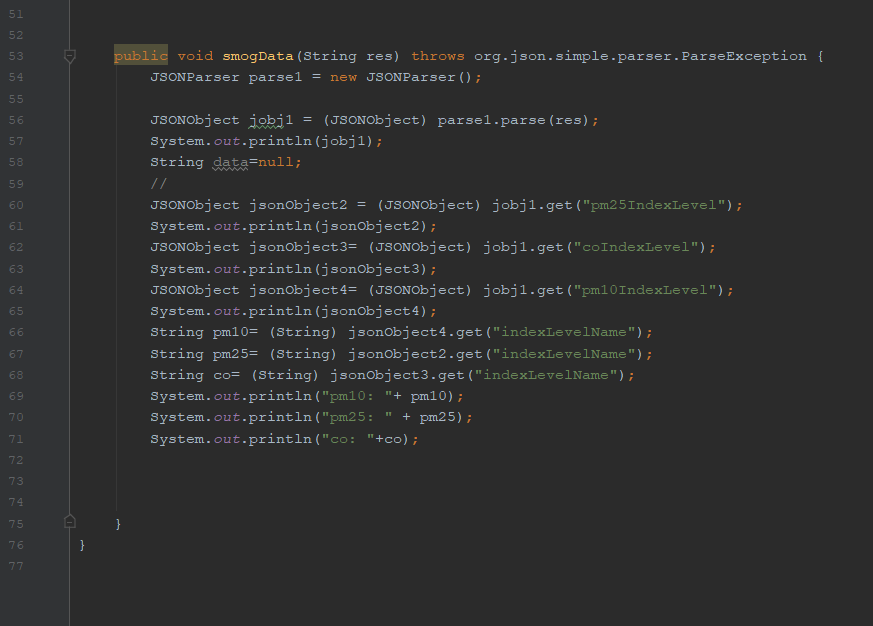 51
52
53 public void smogData(String res) throws org.json.simple.parser.ParseException {
54 JSONParser parse1 = new JSONParser();
55
56 JSONObject jobj1 = (JSONObject) parse1.parse(res);
57 System.out.println(jobj1);
58 String data=null;
59 //
60 JSONObject jsonObject2 = (JSONObject) jobj1.get("pm25IndexLevel");
61 System.out.println(jsonObject2);
62 JSONObject jsonObject3= (JSONObject) jobj1.get("coIndexLevel");
63 System.out.println(jsonObject3);
64 JSONObject jsonObject4= (JSONObject) jobj1.get("pm10IndexLevel");
65 System.out.println(jsonObject4);
66 String pm10= (String) jsonObject4.get("indexLevelName");
67 String pm25= (String) jsonObject2.get("indexLevelName");
68 String co= (String) jsonObject3.get("indexLevelName");
69 System.out.println("pm10: "+ pm10);
70 System.out.println("pm25: " + pm25);
71 System.out.println("co: "+co);
72
73
74
75 }
76 }
77